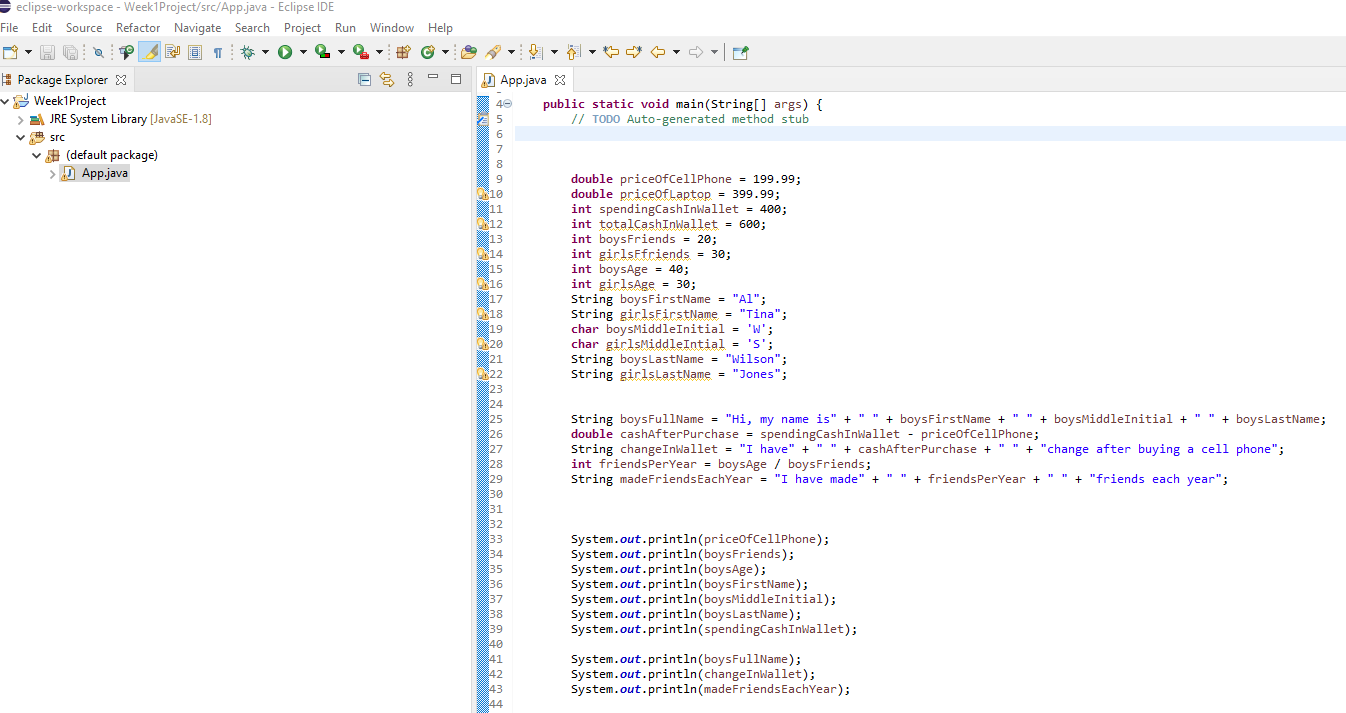 eclipse-workspace - Week1Project/src/App.java - Eclipse IDE
File Edit Source Refactor Navigate Search Project Run Window Help
Package Explorer
Week1Project
JRE System Library [JavaSE-1.8]
src
(default package)
App.java
App.java
4 public static void main(String[] args) {
5 // TODO Auto-generated method stub
6
7
8
9 double priceOfCellPhone = 199.99;
10 double priceOfLaptop = 399.99;
11 int spendingCashInWallet = 400;
12 int totalCashInWallet = 600;
13 int boysFriends = 20;
14 int girlsFfriends = 30;
15 int boysAge = 40;
16 int girlsAge = 30;
17 String boysFirstName = "Al";
18 String girlsFirstName = "Tina";
19 char boysMiddleInitial = 'W';
20 char girlsMiddleIntial = 'S';
21 String boysLastName = "Wilson";
22 String girlsLastName = "Jones";
23
24
25 String boysFullName = "Hi, my name is" + " " + boysFirstName + " " + boysMiddleInitial + " " + boysLastName;
26 double cashAfterPurchase = spendingCashInWallet - priceOfCellPhone;
27 String changeInWallet = "I have" + " " + cashAfterPurchase + " " + "change after buying a cell phone";
28 int friendsPerYear = boysAge / boysFriends;
29 String madeFriendsEachYear = "I have made" + " " + friendsPerYear + " " + "friends each year";
30
31
32
33 System.out.println(priceOfCellPhone);
34 System.out.println(boysFriends);
35 System.out.println(boysAge);
36 System.out.println(boysFirstName);
37 System.out.println(boysMiddleInitial);
38 System.out.println(boysLastName);
39 System.out.println(spendingCashInWallet);
40
41 System.out.println(boysFullName);
42 System.out.println(changeInWallet);
43 System.out.println(madeFriendsEachYear);
44